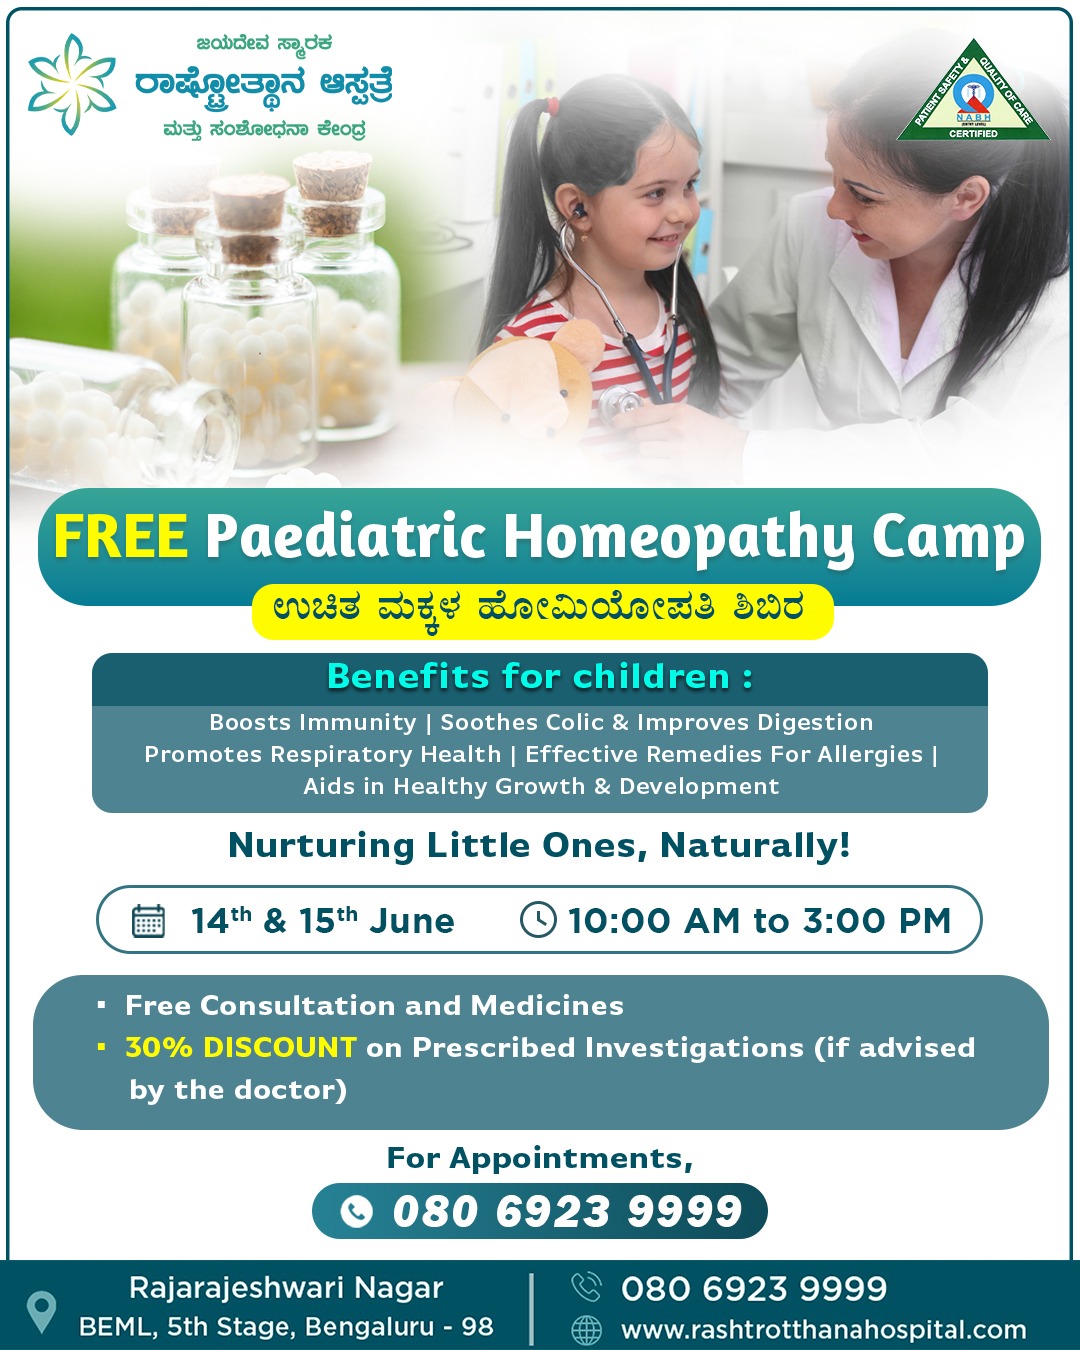 ಜಯದೇವ ಸ್ಮಾರಕ
ರಾಷ್ಟ್ರೋತ್ಥಾನ ಆಸ್ಪತ್ರೆ
ಮತ್ತು ಸಂಶೋಧನಾ ಕೇಂದ್ರ
PATIENT SAFETY & QUALITY OF CARE
N A B H
(ENTRY LEVEL)
CERTIFIED
FREE Paediatric Homeopathy Camp
ಉಚಿತ ಮಕ್ಕಳ ಹೋಮಿಯೋಪತಿ ಶಿಬಿರ
Benefits for children :
Boosts Immunity | Soothes Colic & Improves Digestion
Promotes Respiratory Health | Effective Remedies For Allergies |
Aids in Healthy Growth & Development
Nurturing Little Ones, Naturally!
14th & 15th June 10:00 AM to 3:00 PM
▪ Free Consultation and Medicines
▪ 30% DISCOUNT on Prescribed Investigations (if advised
by the doctor)
For Appointments,
080 6923 9999
Rajarajeshwari Nagar
BEML, 5th Stage, Bengaluru - 98
080 6923 9999
www.rashtrotthanahospital.com